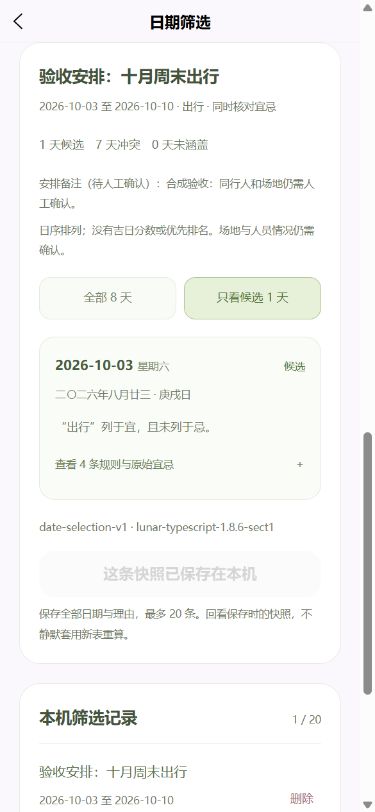 日期筛选
验收安排：十月周末出行
2026-10-03 至 2026-10-10 · 出行 · 同时核对宜忌
1 天候选 7 天冲突 0 天未涵盖
安排备注（待人工确认）：合成验收：同行人和场地仍需人
工确认。
日序排列；没有吉日分数或优先排名。场地与人员情况仍需
确认。
全部 8 天
只看候选 1 天
2026-10-03 星期六
候选
二〇二六年八月廿三 · 庚戌日
“出行”列于宜，且未列于忌。
查看 4 条规则与原始宜忌
+
date-selection-v1 · lunar-typescript-1.8.6-sect1
这条快照已保存在本机
保存全部日期与理由，最多 20 条。回看保存时的快照，不
静默套用新表重算。
本机筛选记录
1 / 20
验收安排：十月周末出行
2026-10-03 至 2026-10-10
删除